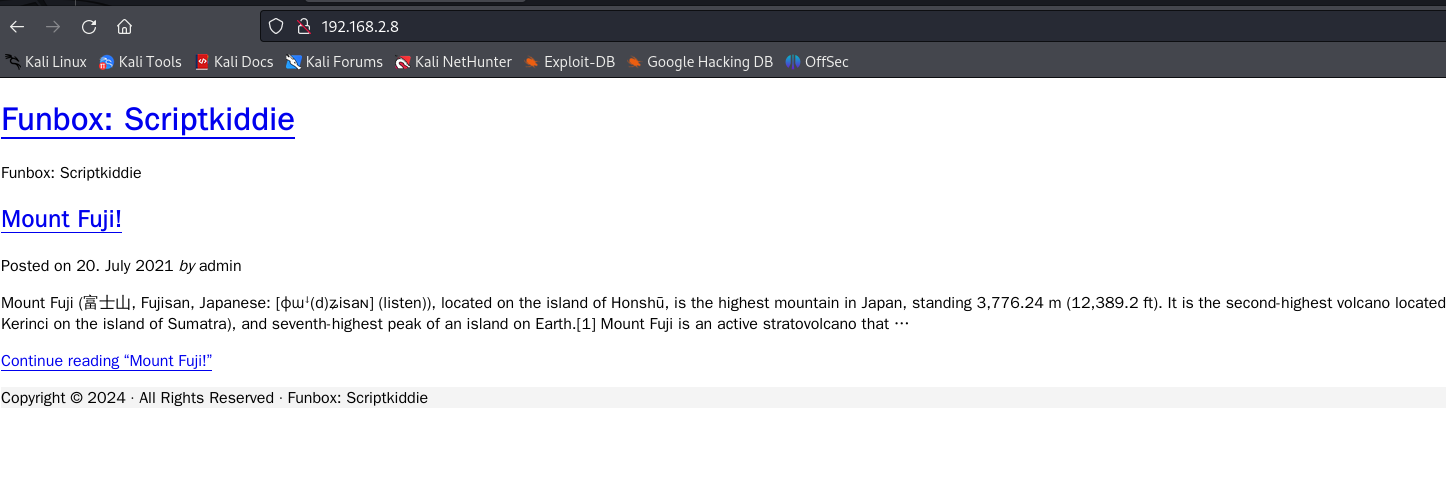 192.168.2.8
Kali Linux Kali Tools Kali Docs Kali Forums Kali NetHunter Exploit-DB Google Hacking DB OffSec
Funbox: Scriptkiddie
Funbox: Scriptkiddie
Mount Fuji!
Posted on 20. July 2021 by admin
Mount Fuji (富士山, Fujisan, Japanese: [ɸɯꜜ(d)ʑisaɴ] (listen)), located on the island of Honshū, is the highest mountain in Japan, standing 3,776.24 m (12,389.2 ft). It is the second-highest volcano located
Kerinci on the island of Sumatra), and seventh-highest peak of an island on Earth.[1] Mount Fuji is an active stratovolcano that …
Continue reading “Mount Fuji!”
Copyright © 2024 · All Rights Reserved · Funbox: Scriptkiddie